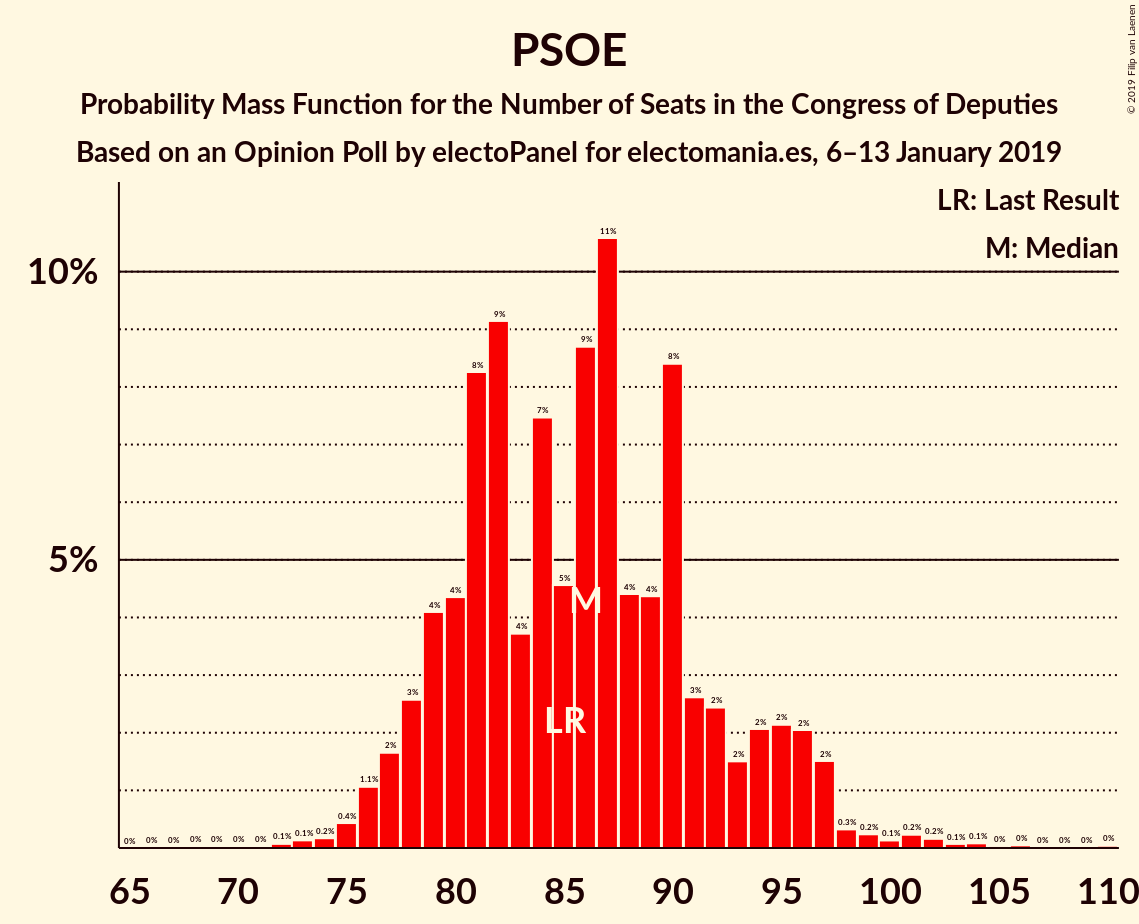 PSOE
Probability Mass Function for the Number of Seats in the Congress of Deputies
Based on an Opinion Poll by electoPanel for electomania.es, 6–13 January 2019
© 2019 Filip van Laenen
LR: Last Result
M: Median
10%
5%
0% 0% 0% 0% 0% 0% 0% 0.1% 0.1% 0.2% 0.4% 1.1% 2% 3% 4% 4% 8% 9% 4% 7% 5% 9% 11% 4% 4% 8% 3% 2% 2% 2% 2% 2% 2% 0.3% 0.2% 0.1% 0.2% 0.2% 0.1% 0.1% 0% 0% 0% 0% 0% 0%
M
LR
65 70 75 80 85 90 95 100 105 110